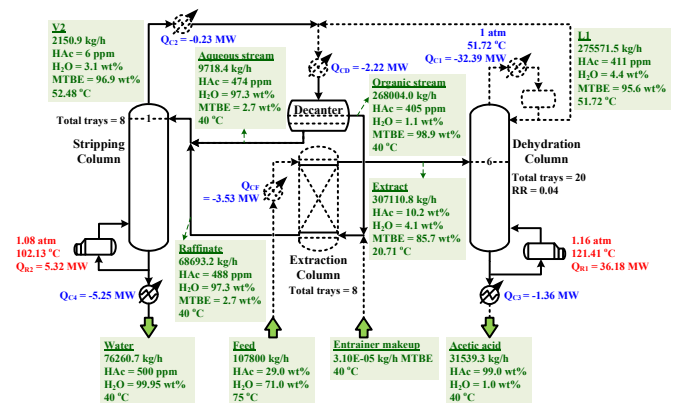 V2
2150.9 kg/h
HAc = 6 ppm
H₂O = 3.1 wt%
MTBE = 96.9 wt%
52.48 °C
Q_C2 = -0.23 MW
Aqueous stream
9718.4 kg/h
HAc = 474 ppm
H₂O = 97.3 wt%
MTBE = 2.7 wt%
40 °C
Q_CD = -2.22 MW
Decanter
Organic stream
268004.0 kg/h
HAc = 405 ppm
H₂O = 1.1 wt%
MTBE = 98.9 wt%
40 °C
1 atm
51.72 °C
Q_C1 = -32.39 MW
L1
275571.5 kg/h
HAc = 411 ppm
H₂O = 4.4 wt%
MTBE = 95.6 wt%
51.72 °C
Total trays = 8
1
Stripping
Column
Q_CF
= -3.53 MW
6
Dehydration
Column
Total trays = 20
RR = 0.04
Extract
307110.8 kg/h
HAc = 10.2 wt%
H₂O = 4.1 wt%
MTBE = 85.7 wt%
20.71 °C
1.08 atm
102.13 °C
Q_R2 = 5.32 MW
Raffinate
68693.2 kg/h
HAc = 488 ppm
H₂O = 97.3 wt%
MTBE = 2.7 wt%
40 °C
Extraction
Column
Total trays = 8
1.16 atm
121.41 °C
Q_R1 = 36.18 MW
Q_C4 = -5.25 MW
Q_C3 = -1.36 MW
Water
76260.7 kg/h
HAc = 500 ppm
H₂O = 99.95 wt%
40 °C
Feed
107800 kg/h
HAc = 29.0 wt%
H₂O = 71.0 wt%
75 °C
Entrainer makeup
3.10E-05 kg/h MTBE
40 °C
Acetic acid
31539.3 kg/h
HAc = 99.0 wt%
H₂O = 1.0 wt%
40 °C